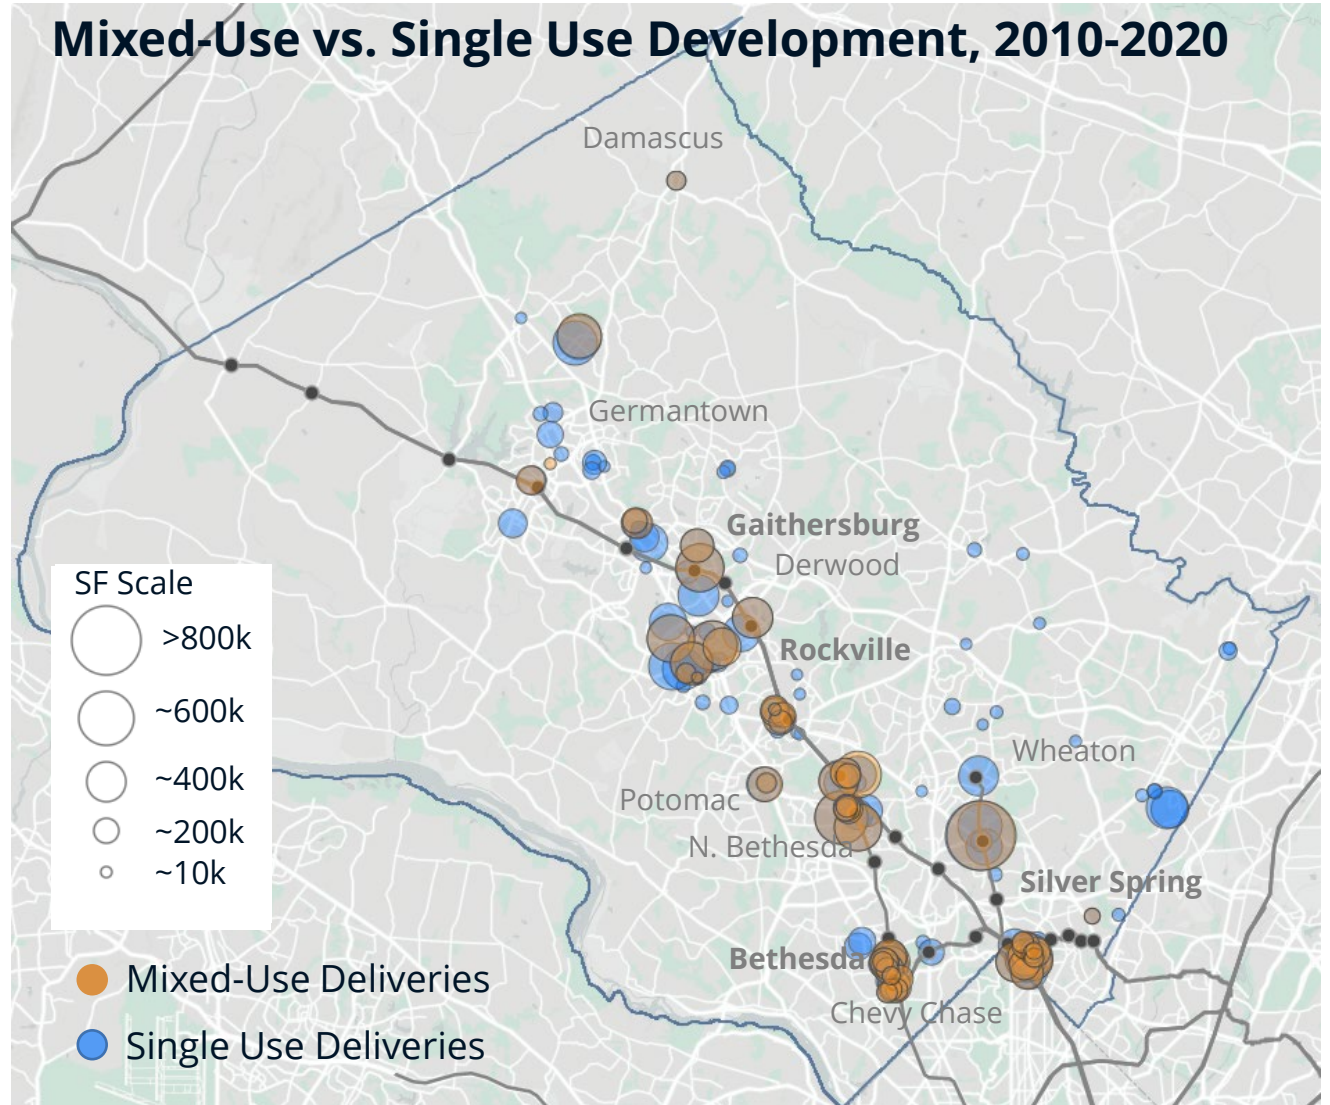 Mixed-Use vs. Single Use Development, 2010-2020
Damascus
Germantown
Gaithersburg
Derwood
SF Scale
>800k
Rockville
~600k
Wheaton
~400k
Potomac
~200k
N. Bethesda
~10k
Silver Spring
Bethesda
Mixed-Use Deliveries
Chevy Chase
Single Use Deliveries